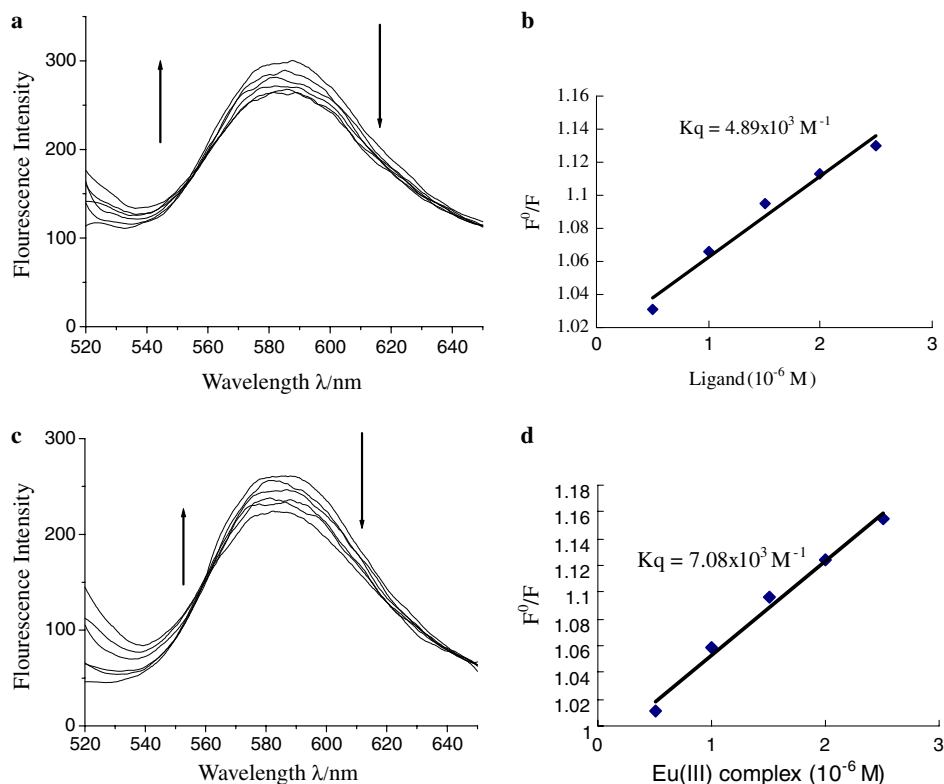 a
300
200
100
0
Flourescence Intensity
520 540 560 580 600 620 640
Wavelength λ/nm
b
1.16
1.14
1.12
1.1
1.08
1.06
1.04
1.02
F⁰/F
Kq = 4.89x10³ M⁻¹
0 1 2 3
Ligand (10⁻⁶ M)
c
300
200
100
0
Flourescence Intensity
520 540 560 580 600 620 640
Wavelength λ/nm
d
1.18
1.16
1.14
1.12
1.1
1.08
1.06
1.04
1.02
1
F⁰/F
Kq = 7.08x10³ M⁻¹
0 1 2 3
Eu(III) complex (10⁻⁶ M)